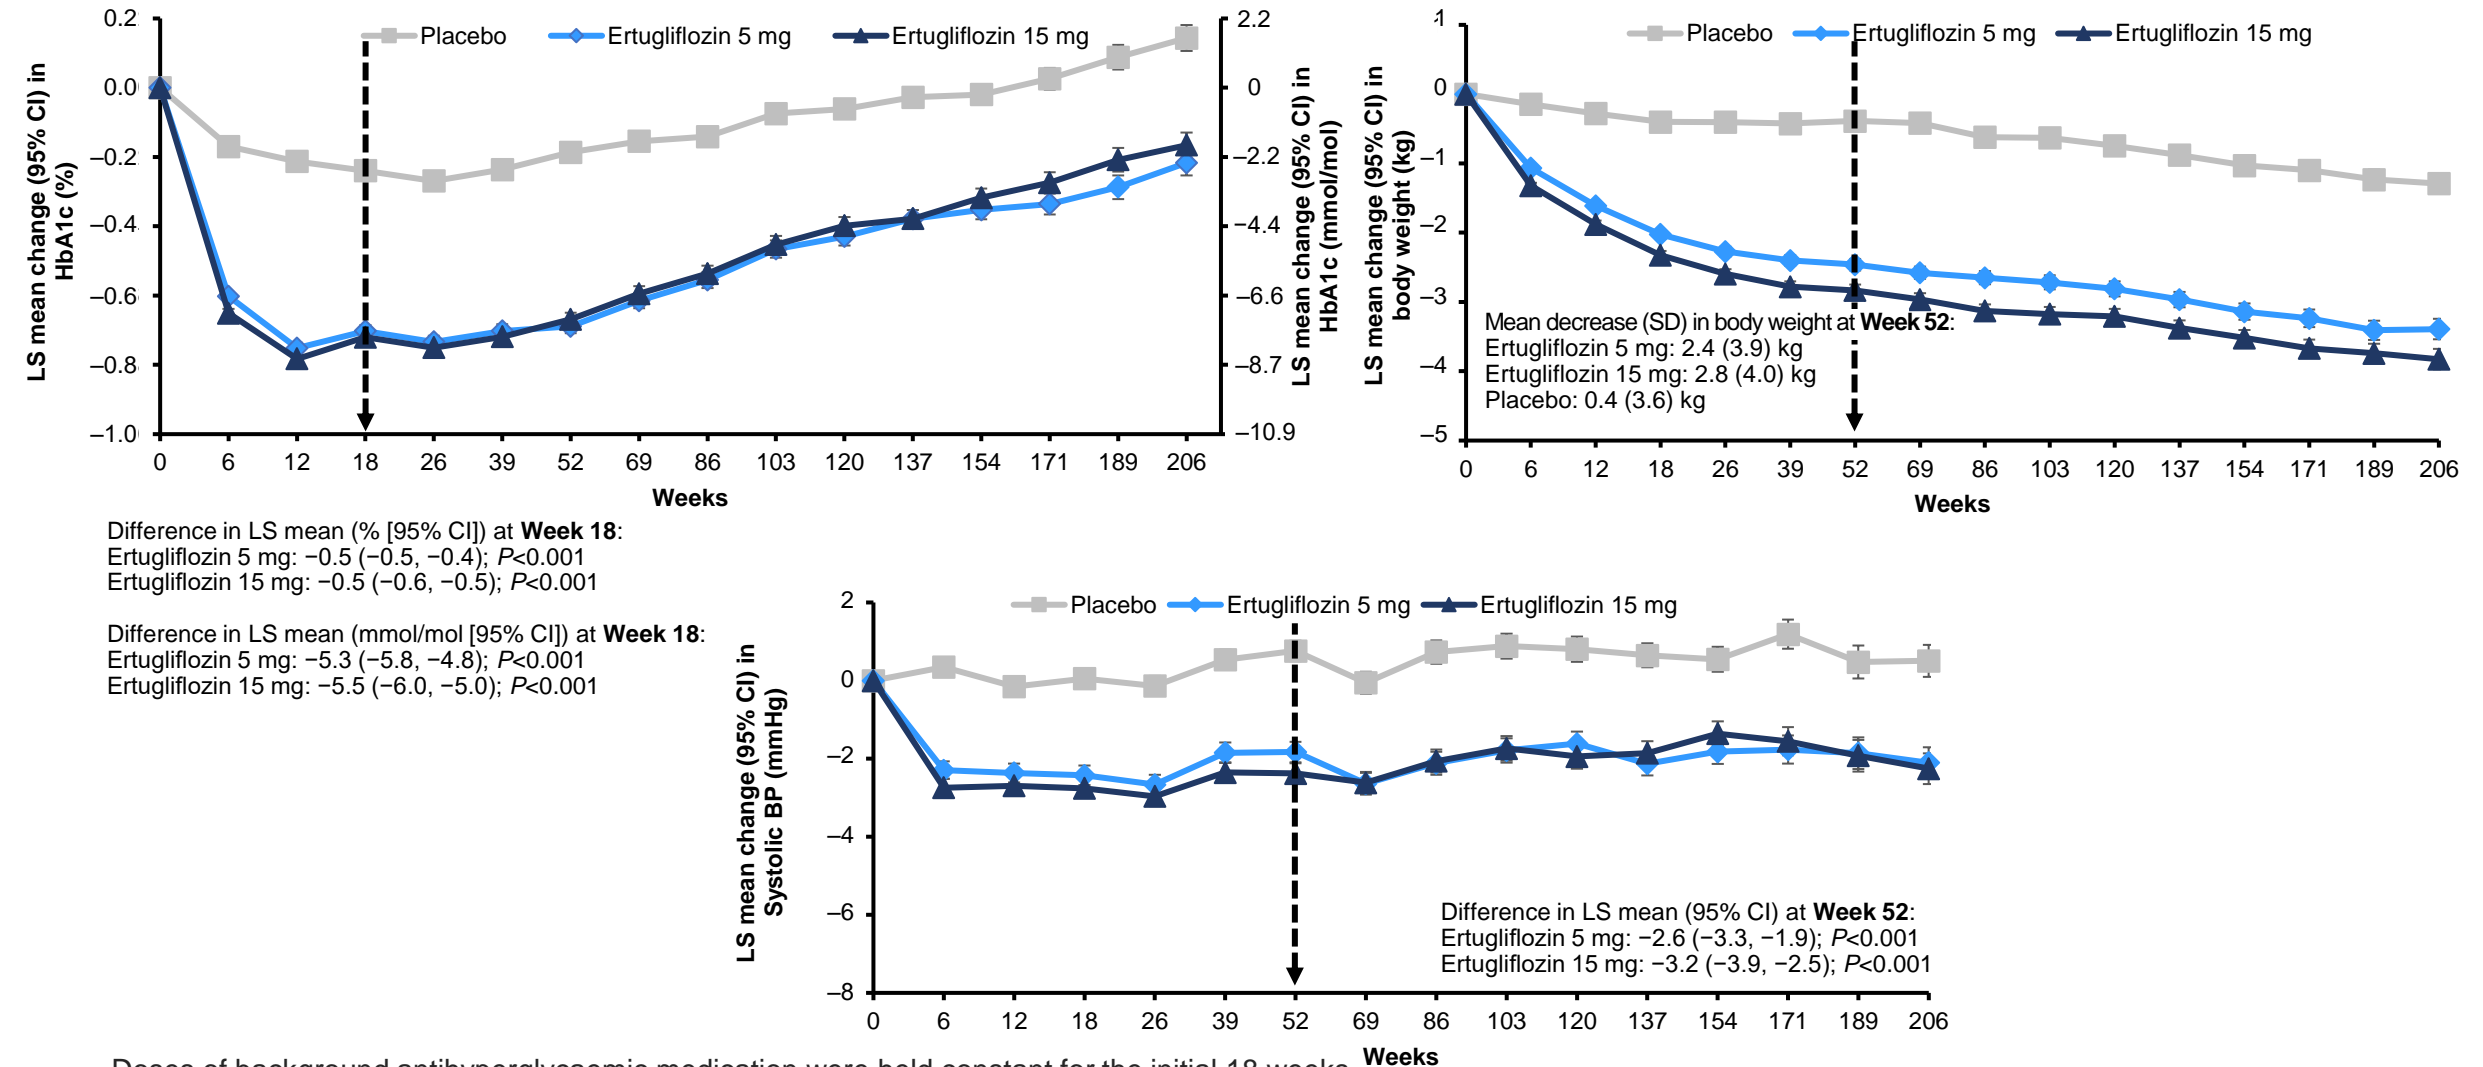 0.2
0.0
–0.2
–0.4
–0.6
–0.8
–1.0
LS mean change (95% CI) in
HbA1c (%)
Placebo Ertugliflozin 5 mg Ertugliflozin 15 mg
2.2
0
–2.2
–4.4
–6.6
–8.7
–10.9
LS mean change (95% CI) in
HbA1c (mmol/mol)
0 6 12 18 26 39 52 69 86 103 120 137 154 171 189 206
Weeks
Difference in LS mean (% [95% CI]) at Week 18:
Ertugliflozin 5 mg: −0.5 (−0.5, −0.4); P<0.001
Ertugliflozin 15 mg: −0.5 (−0.6, −0.5); P<0.001
Difference in LS mean (mmol/mol [95% CI]) at Week 18:
Ertugliflozin 5 mg: −5.3 (−5.8, −4.8); P<0.001
Ertugliflozin 15 mg: −5.5 (−6.0, −5.0); P<0.001
1
0
–1
–2
–3
–4
–5
LS mean change (95% CI) in
body weight (kg)
Placebo Ertugliflozin 5 mg Ertugliflozin 15 mg
Mean decrease (SD) in body weight at Week 52:
Ertugliflozin 5 mg: 2.4 (3.9) kg
Ertugliflozin 15 mg: 2.8 (4.0) kg
Placebo: 0.4 (3.6) kg
0 6 12 18 26 39 52 69 86 103 120 137 154 171 189 206
Weeks
2
0
–2
–4
–6
–8
LS mean change (95% CI) in
Systolic BP (mmHg)
Placebo Ertugliflozin 5 mg Ertugliflozin 15 mg
Difference in LS mean (95% CI) at Week 52:
Ertugliflozin 5 mg: −2.6 (−3.3, −1.9); P<0.001
Ertugliflozin 15 mg: −3.2 (−3.9, −2.5); P<0.001
0 6 12 18 26 39 52 69 86 103 120 137 154 171 189 206
Weeks
Doses of background antihyperglycaemic medication were held constant for the initial 18 weeks